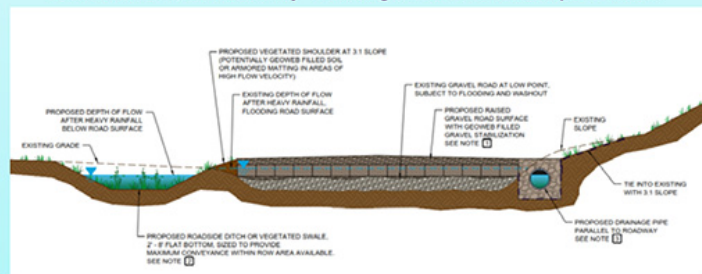 PROPOSED VEGETATED SHOULDER AT 3:1 SLOPE
(POTENTIALLY GEOWEB FILLED SOIL
OR ARMORED MATTING IN AREAS OF
HIGH FLOW VELOCITY)
EXISTING DEPTH OF FLOW
AFTER HEAVY RAINFALL,
FLOODING ROAD SURFACE
EXISTING GRAVEL ROAD AT LOW POINT,
SUBJECT TO FLOODING AND WASHOUT
PROPOSED RAISED
GRAVEL ROAD SURFACE
WITH GEOWEB FILLED
GRAVEL STABILIZATION
SEE NOTE 1
EXISTING
SLOPE
PROPOSED DEPTH OF FLOW
AFTER HEAVY RAINFALL
BELOW ROAD SURFACE
EXISTING GRADE
TIE INTO EXISTING
WITH 3:1 SLOPE
PROPOSED DRAINAGE PIPE
PARALLEL TO ROADWAY
SEE NOTE 3
PROPOSED ROADSIDE DITCH OR VEGETATED SWALE,
2' - 8' FLAT BOTTOM, SIZED TO PROVIDE
MAXIMUM CONVEYANCE WITHIN ROW AREA AVAILABLE.
SEE NOTE 2